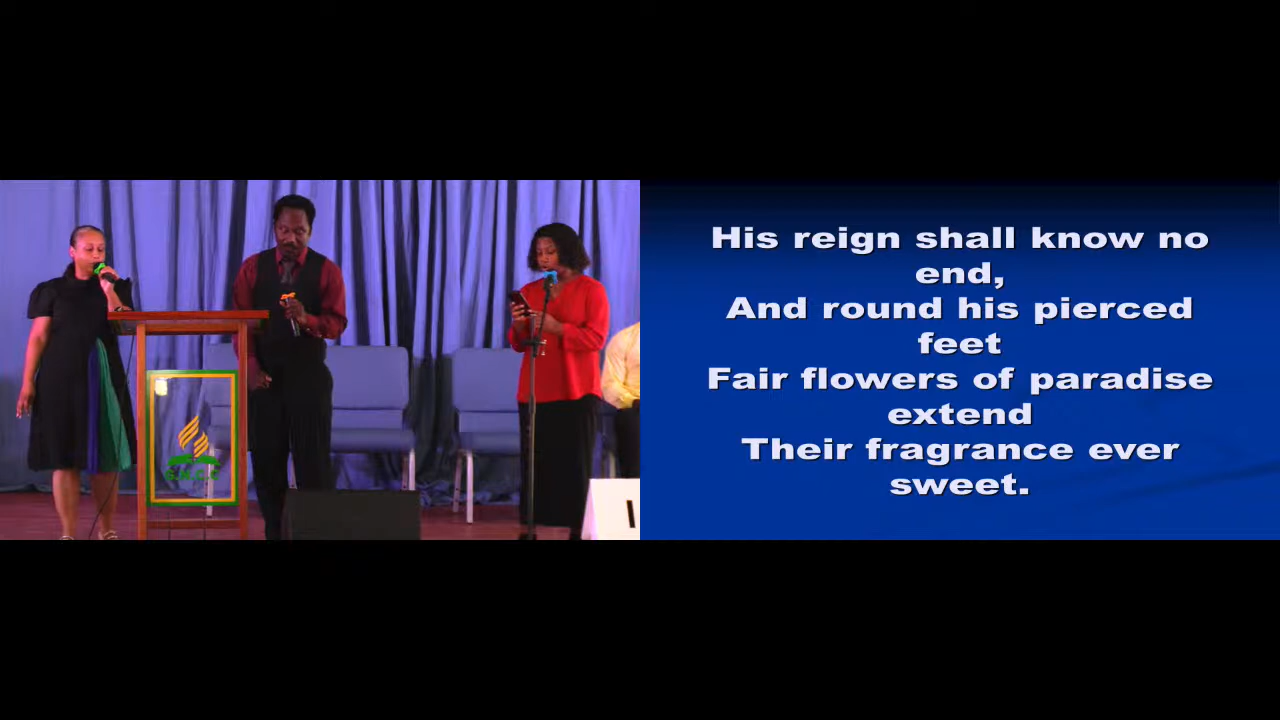 His reign shall know no
end,
And round his pierced
feet
Fair flowers of paradise
extend
Their fragrance ever
sweet.